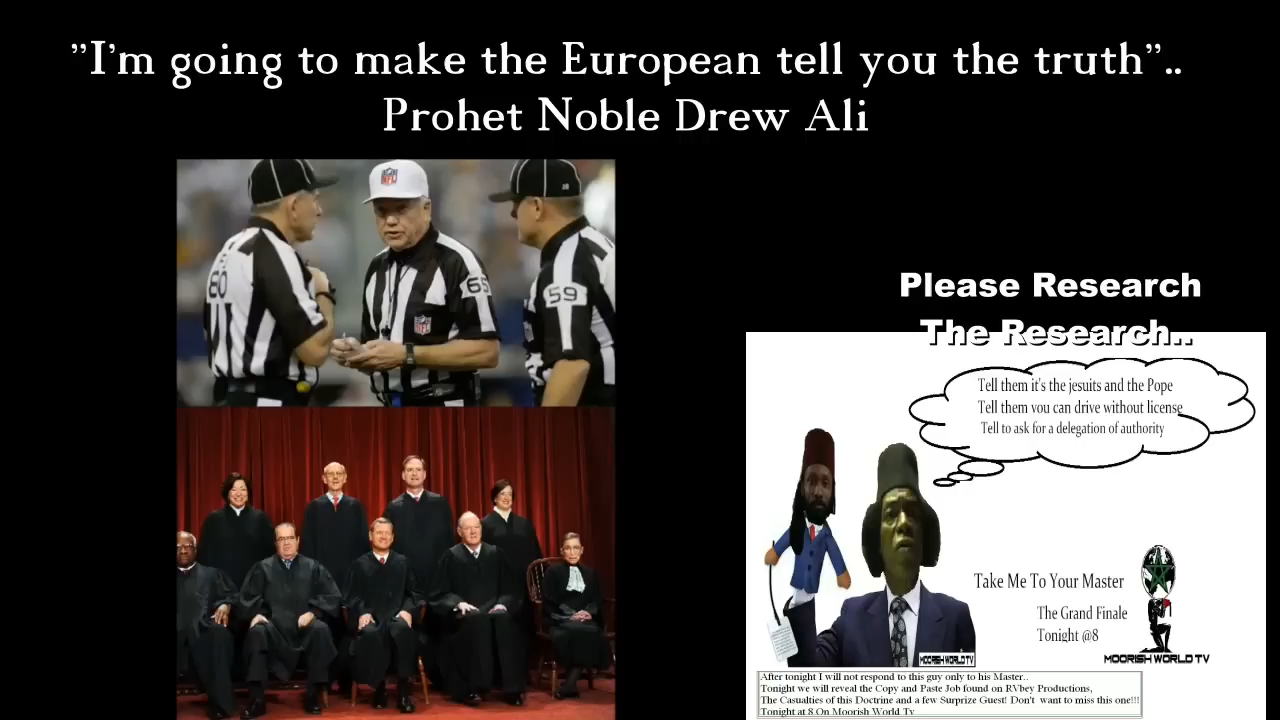 "I'm going to make the European tell you the truth"..
Prohet Noble Drew Ali
NFL
60
65
59
NFL
Please Research
The Research..
Tell them it's the jesuits and the Pope
Tell them you can drive without license
Tell to ask for a delegation of authority
Take Me To Your Master
The Grand Finale
Tonight @8
MOORISH WORLD TV
MOORISH WORLD TV
After tonight I will not respond to this guy only to his Master..
Tonight we will reveal the Copy and Paste Job found on RVbey Productions,
The Casualties of this Doctrine and a few Surprize Guest! Don't want to miss this one!!!
Tonight at 8 On Moorish World Tv